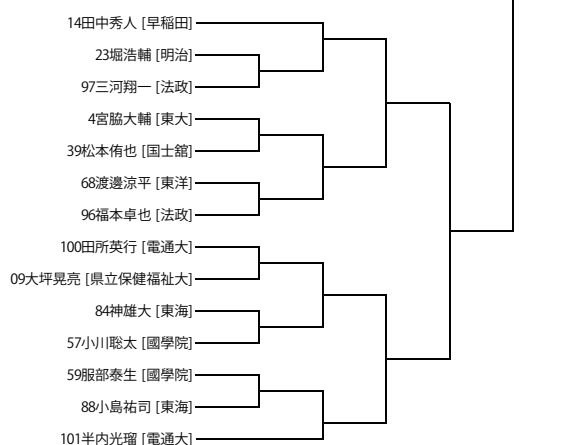 14田中秀人 [早稲田]
23堀浩輔 [明治]
97三河翔一 [法政]
4宮脇大輔 [東大]
39松本侑也 [国士舘]
68渡邊涼平 [東洋]
96福本卓也 [法政]
100田所英行 [電通大]
09大坪晃亮 [県立保健福祉大]
84神雄大 [東海]
57小川聡太 [國學院]
59服部泰生 [國學院]
88小島祐司 [東海]
101半内光瑠 [電通大]